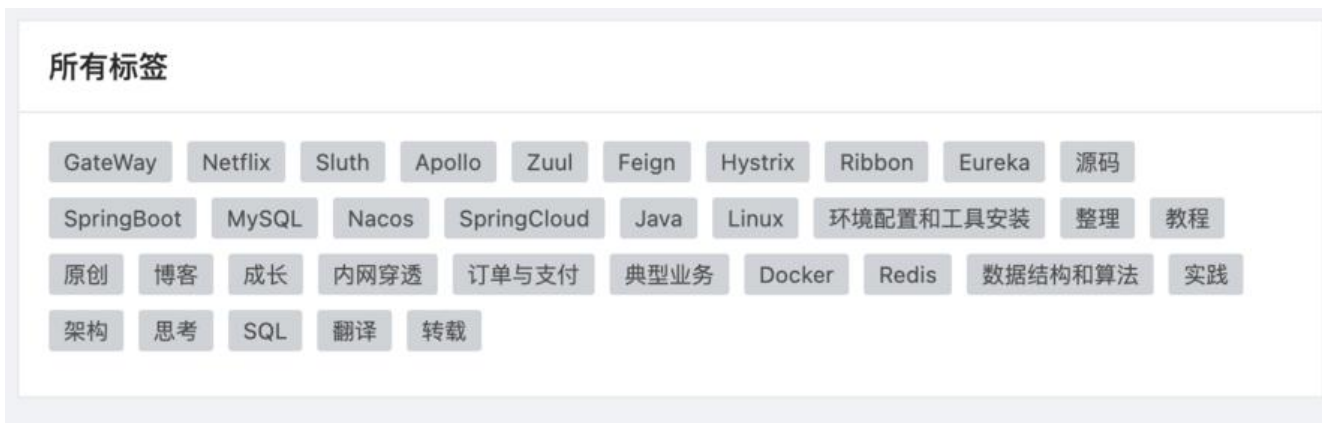 所有标签
GateWay Netflix Sluth Apollo Zuul Feign Hystrix Ribbon Eureka 源码
SpringBoot MySQL Nacos SpringCloud Java Linux 环境配置和工具安装 整理 教程
原创 博客 成长 内网穿透 订单与支付 典型业务 Docker Redis 数据结构和算法 实践
架构 思考 SQL 翻译 转载